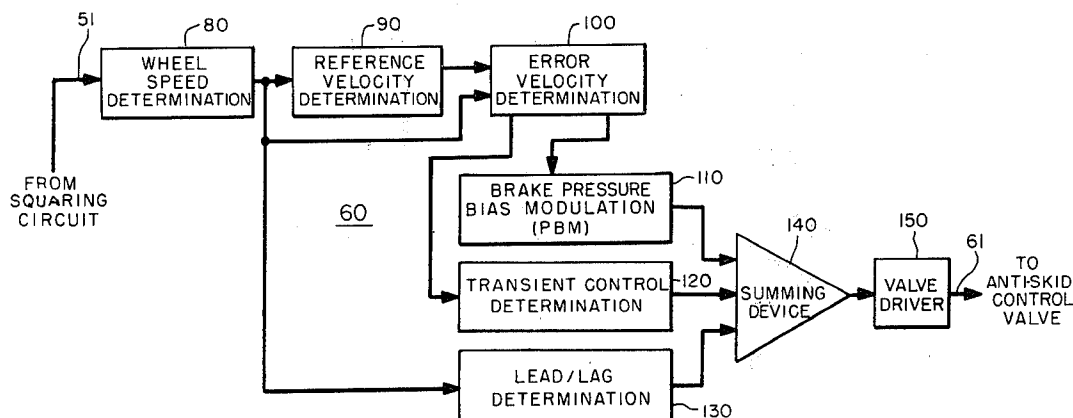 51
80
90
100
WHEEL
SPEED
DETERMINATION
REFERENCE
VELOCITY
DETERMINATION
ERROR
VELOCITY
DETERMINATION
FROM
SQUARING
CIRCUIT
60
BRAKE PRESSURE
BIAS MODULATION
(PBM)
110
TRANSIENT CONTROL
DETERMINATION
120
LEAD/LAG
DETERMINATION
130
140
SUMMING
DEVICE
150
VALVE
DRIVER
61
TO
ANTI-SKID
CONTROL
VALVE